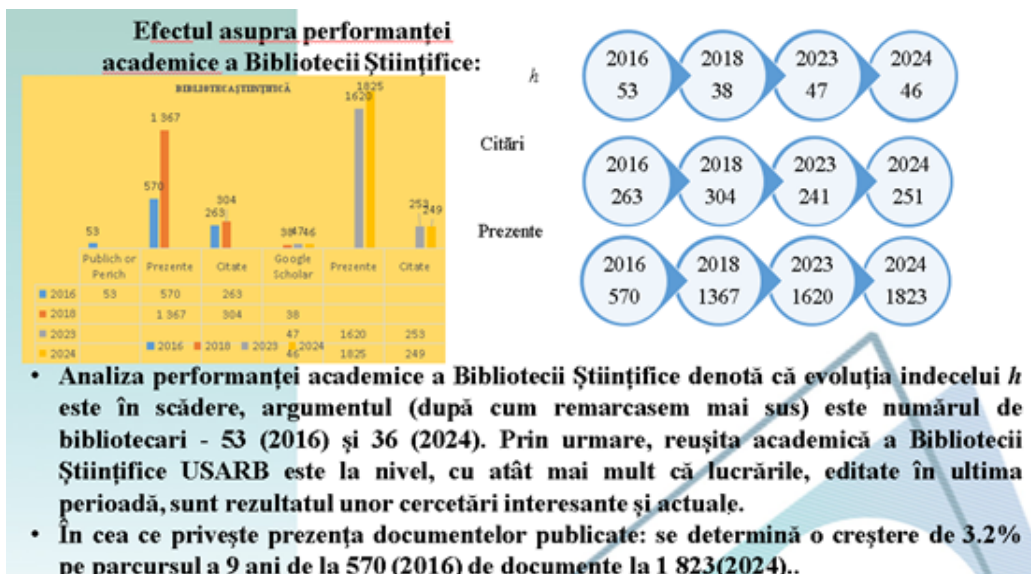 Efectul asupra performanței
academice a Bibliotecii Științifice:
BIBLIOTECA ȘTIINȚIFICĂ
53
570
1 367
263
304
38
47
46
1620
1825
253
249
Publich or Perich
Prezente
Citate
Google Scholar
Prezente
Citate
2016 53 570 263
2018 1 367 304 38
2023 47 1620 253
2024 46 1825 249
2016 2018 2023 2024
h
2016 2018 2023 2024
53 38 47 46
Citări
2016 2018 2023 2024
263 304 241 251
Prezente
2016 2018 2023 2024
570 1367 1620 1823
• Analiza performanței academice a Bibliotecii Științifice denotă că evoluția indecelui h
este în scădere, argumentul (după cum remarcasem mai sus) este numărul de
bibliotecari - 53 (2016) și 36 (2024). Prin urmare, reușita academică a Bibliotecii
Științifice USARB este la nivel, cu atât mai mult că lucrările, editate în ultima
perioadă, sunt rezultatul unor cercetări interesante și actuale.
• În cea ce privește prezența documentelor publicate: se determină o creștere de 3.2%
pe parcursul a 9 ani de la 570 (2016) de documente la 1 823(2024)..